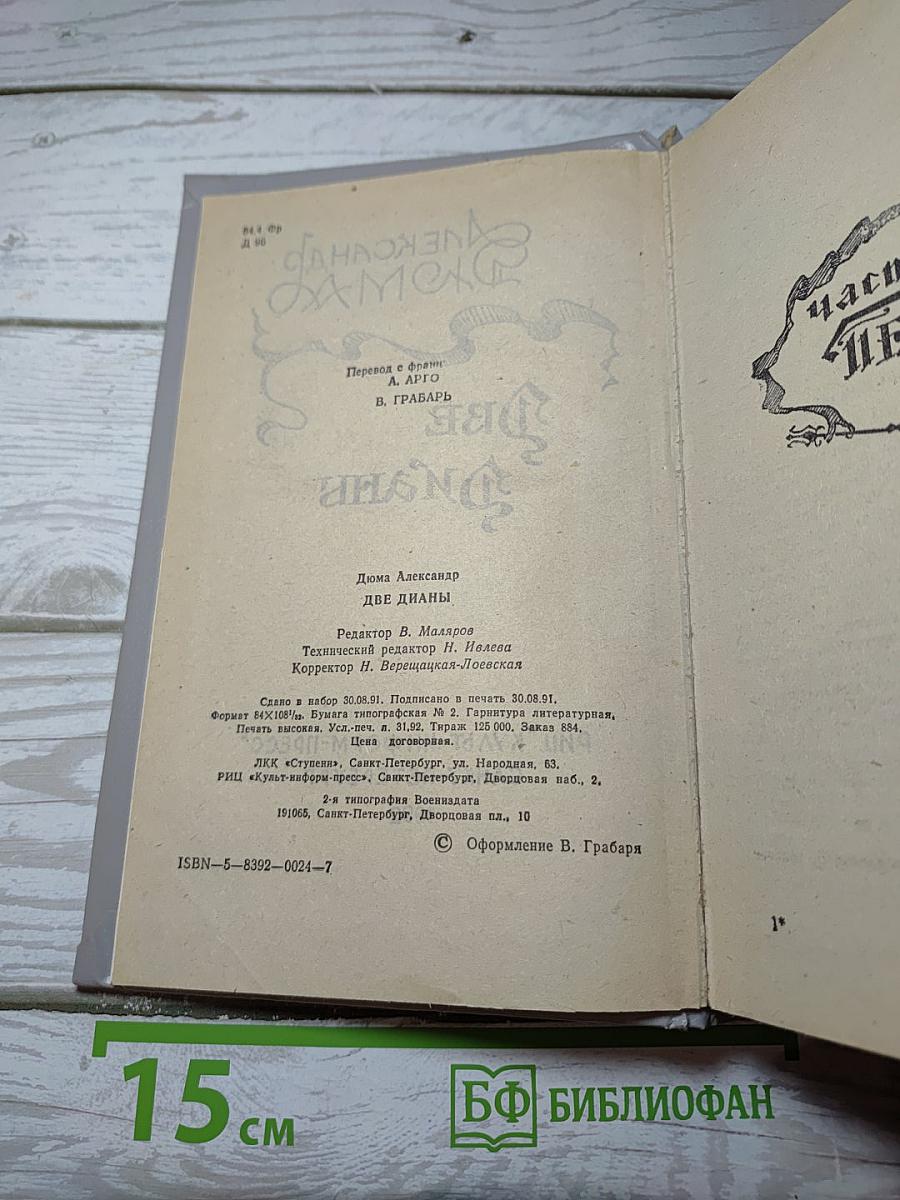 84.4 Фр
Д 96
Перевод с франц.
А. АРГО
В. ГРАБАРЬ
Дюма Александр
ДВЕ ДИАНЫ
Редактор В. Маляров
Технический редактор Н. Ивлева
Корректор Н. Верещацкая-Лоевская
Сдано в набор 30.08.91. Подписано в печать 30.08.91.
Формат 84×108¹/₃₂. Бумага типографская № 2. Гарнитура литературная.
Печать высокая. Усл.-печ. л. 31,92. Тираж 125 000. Заказ 884.
Цена договорная.
ЛКК «Ступени», Санкт-Петербург, ул. Народная, 63.
РИЦ «Культ-информ-пресс», Санкт-Петербург, Дворцовая наб., 2.
2-я типография Воениздата
191065, Санкт-Петербург, Дворцовая пл., 10
© Оформление В. Грабаря
ISBN—5—8392—0024—7
1*
15 см
БФ БИБЛИОФАН